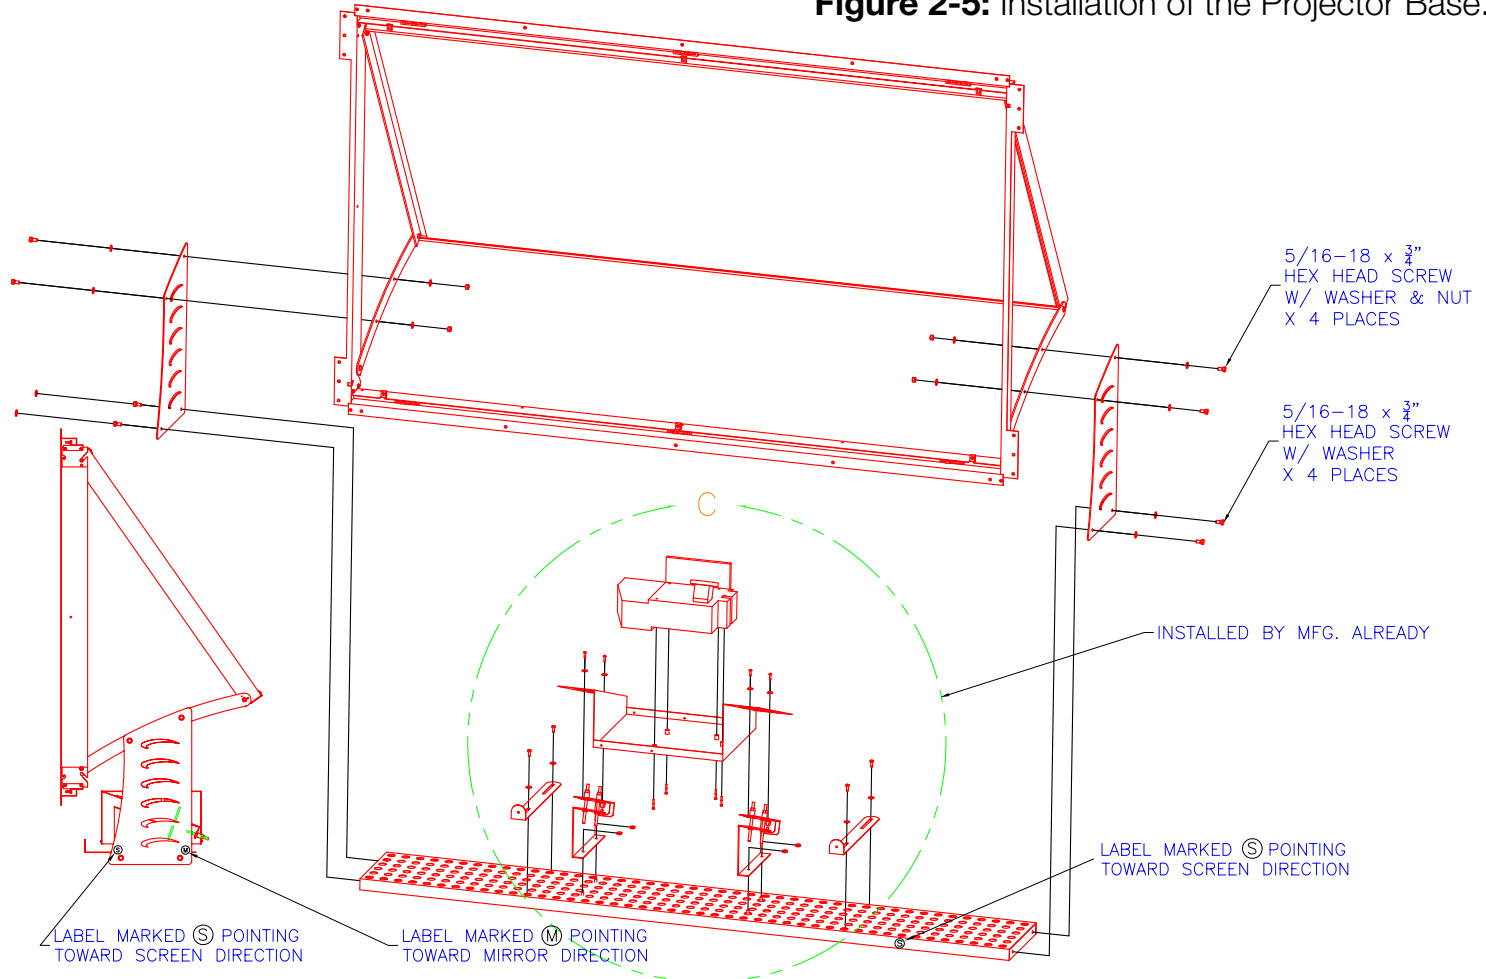 Figure 2-5: Installation of the Projector Base.
5/16-18 x 3/4"
HEX HEAD SCREW
W/ WASHER & NUT
X 4 PLACES
5/16-18 x 3/4"
HEX HEAD SCREW
W/ WASHER
X 4 PLACES
C
INSTALLED BY MFG. ALREADY
LABEL MARKED Ⓢ POINTING
TOWARD SCREEN DIRECTION
Ⓢ
Ⓜ
Ⓢ
LABEL MARKED Ⓢ POINTING
TOWARD SCREEN DIRECTION
LABEL MARKED Ⓜ POINTING
TOWARD MIRROR DIRECTION